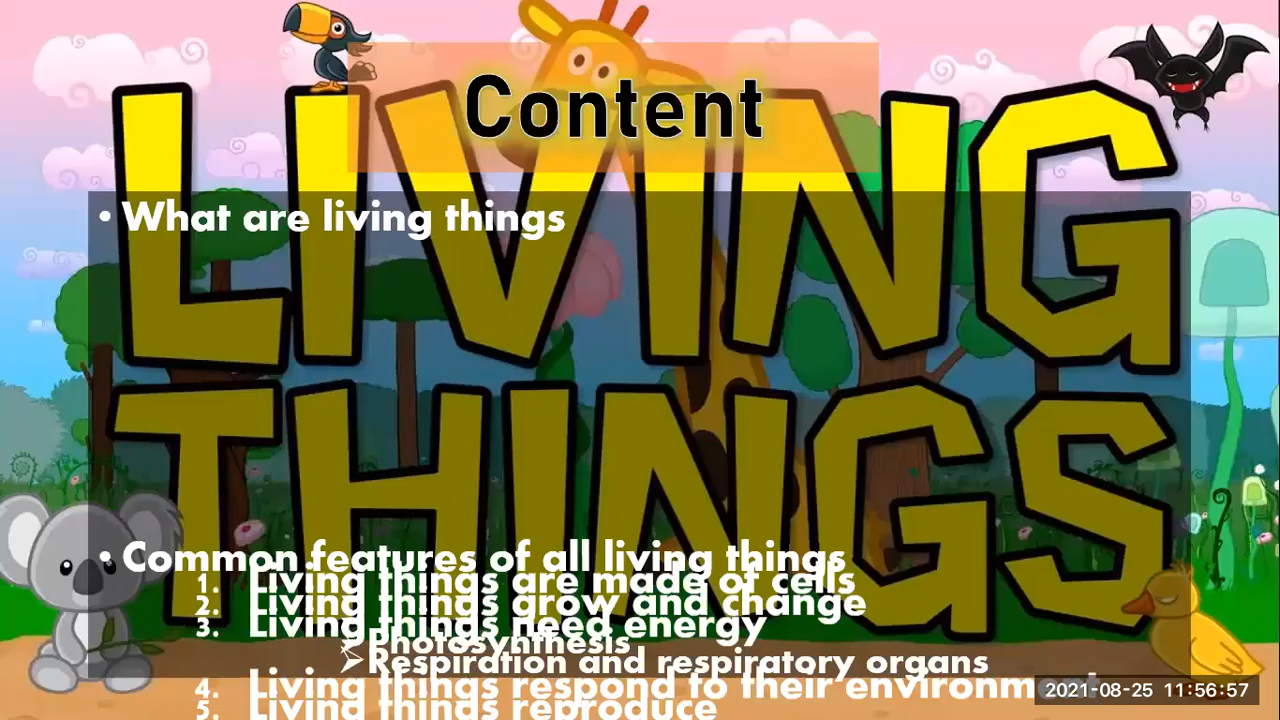 Content
LIVING
THINGS
• What are living things
• Common features of all living things
1. Living things are made of cells
2. Living things grow and change
3. Living things need energy
➢ Photosynthesis
➢ Respiration and respiratory organs
4. Living things respond to their environment
5. Living things reproduce
2021-08-25 11:56:57